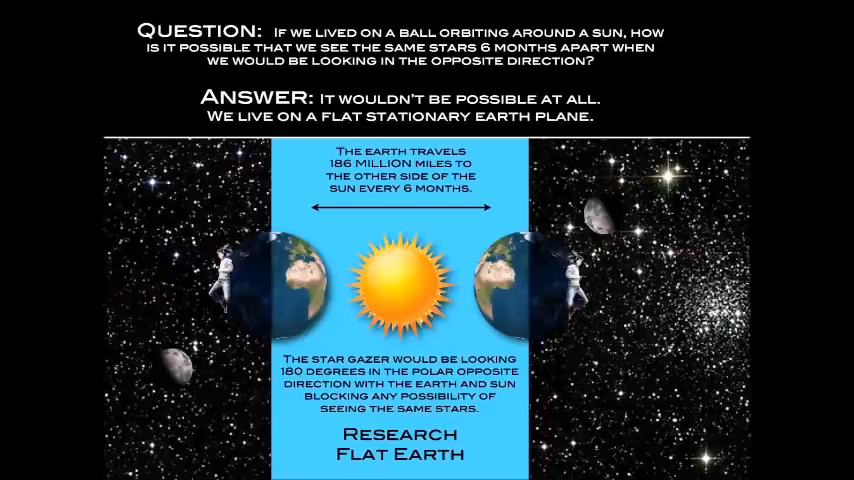 QUESTION: IF WE LIVED ON A BALL ORBITING AROUND A SUN, HOW
IS IT POSSIBLE THAT WE SEE THE SAME STARS 6 MONTHS APART WHEN
WE WOULD BE LOOKING IN THE OPPOSITE DIRECTION?
ANSWER: IT WOULDN'T BE POSSIBLE AT ALL.
WE LIVE ON A FLAT STATIONARY EARTH PLANE.
THE EARTH TRAVELS
186 MILLION MILES TO
THE OTHER SIDE OF THE
SUN EVERY 6 MONTHS.
THE STAR GAZER WOULD BE LOOKING
180 DEGREES IN THE POLAR OPPOSITE
DIRECTION WITH THE EARTH AND SUN
BLOCKING ANY POSSIBILITY OF
SEEING THE SAME STARS.
RESEARCH
FLAT EARTH